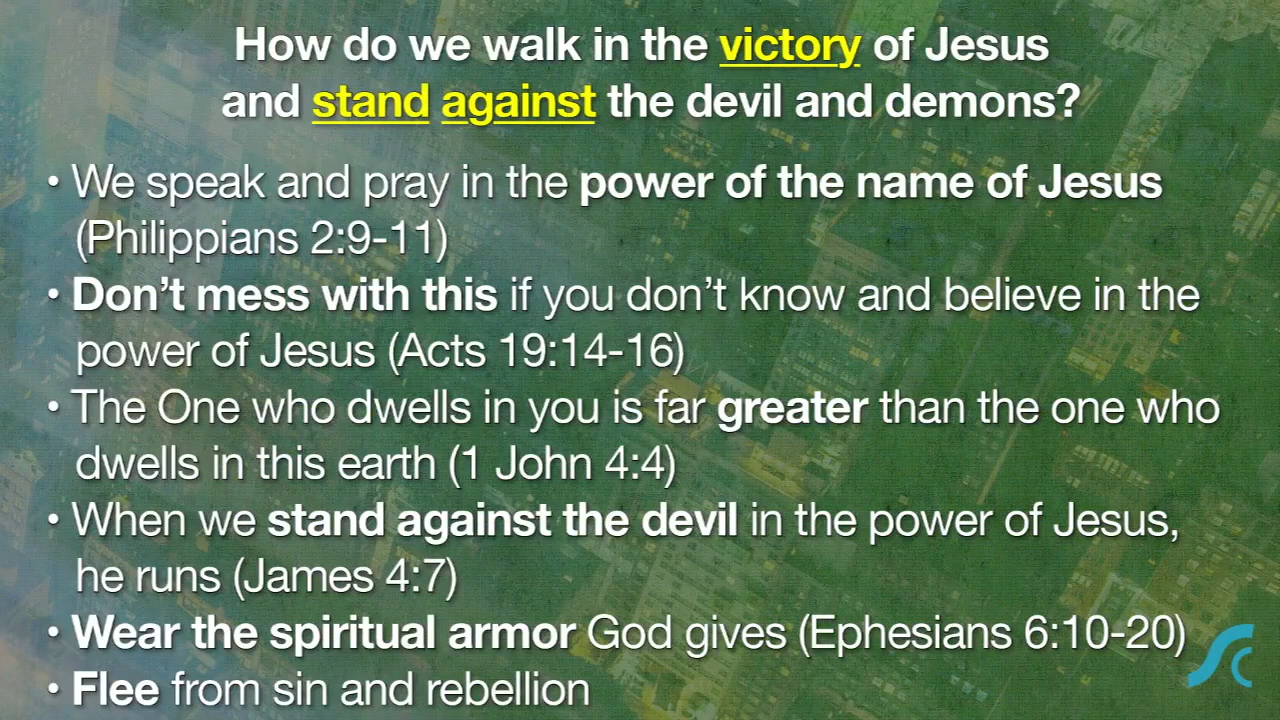 How do we walk in the victory of Jesus
and stand against the devil and demons?
• We speak and pray in the power of the name of Jesus
(Philippians 2:9-11)
• Don't mess with this if you don't know and believe in the
power of Jesus (Acts 19:14-16)
• The One who dwells in you is far greater than the one who
dwells in this earth (1 John 4:4)
• When we stand against the devil in the power of Jesus,
he runs (James 4:7)
• Wear the spiritual armor God gives (Ephesians 6:10-20)
• Flee from sin and rebellion